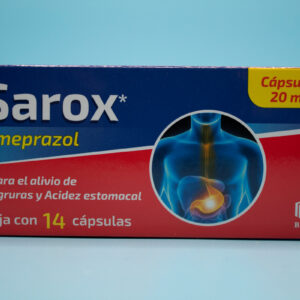 Sarox*
meprazol
Cápsu
20 m
ara el alivio de
gruras y Acidez estomacal
ja con 14 cápsulas